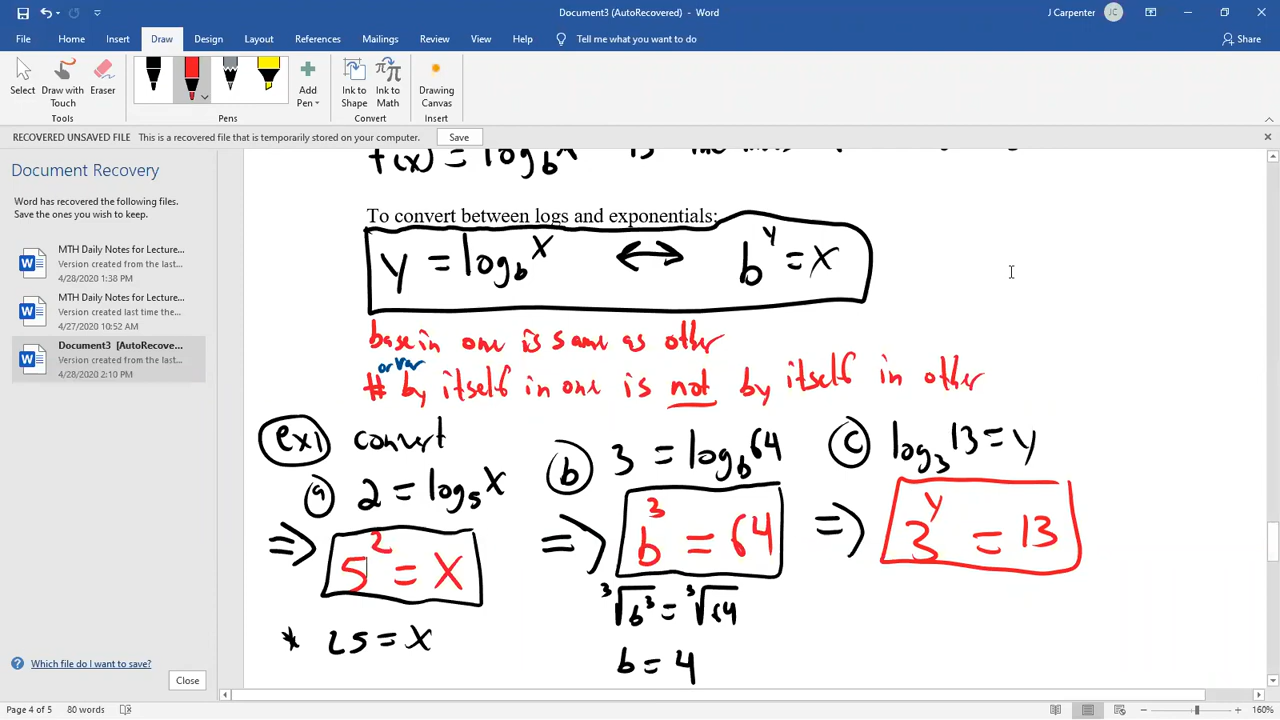 Document3 (AutoRecovered) - Word
J Carpenter JC
File Home Insert Draw Design Layout References Mailings Review View Help Tell me what you want to do Share
Select Draw with Touch Eraser Add Pen Ink to Shape Ink to Math Drawing Canvas
Tools Pens Convert Insert
RECOVERED UNSAVED FILE This is a recovered file that is temporarily stored on your computer. Save
Document Recovery
Word has recovered the following files. Save the ones you wish to keep.
MTH Daily Notes for Lecture...
Version created from the last...
4/28/2020 1:38 PM
MTH Daily Notes for Lecture...
Version created last time the...
4/27/2020 10:52 AM
Document3 [AutoRecove...
Version created from the last...
4/28/2020 2:10 PM
Which file do I want to save?
Close
f(x) = log_b x is the
To convert between logs and exponentials:
y = log_b x ↔ b^y = x
base in one is same as other
or var
# by itself in one is not by itself in other
ex1 convert
a 2 = log_5 x
⇒ 5^2 = x
* 25 = x
b 3 = log_b 64
⇒ b^3 = 64
∛b^3 = ∛64
b = 4
c log_3 13 = y
⇒ 3^y = 13
Page 4 of 5 80 words 160%